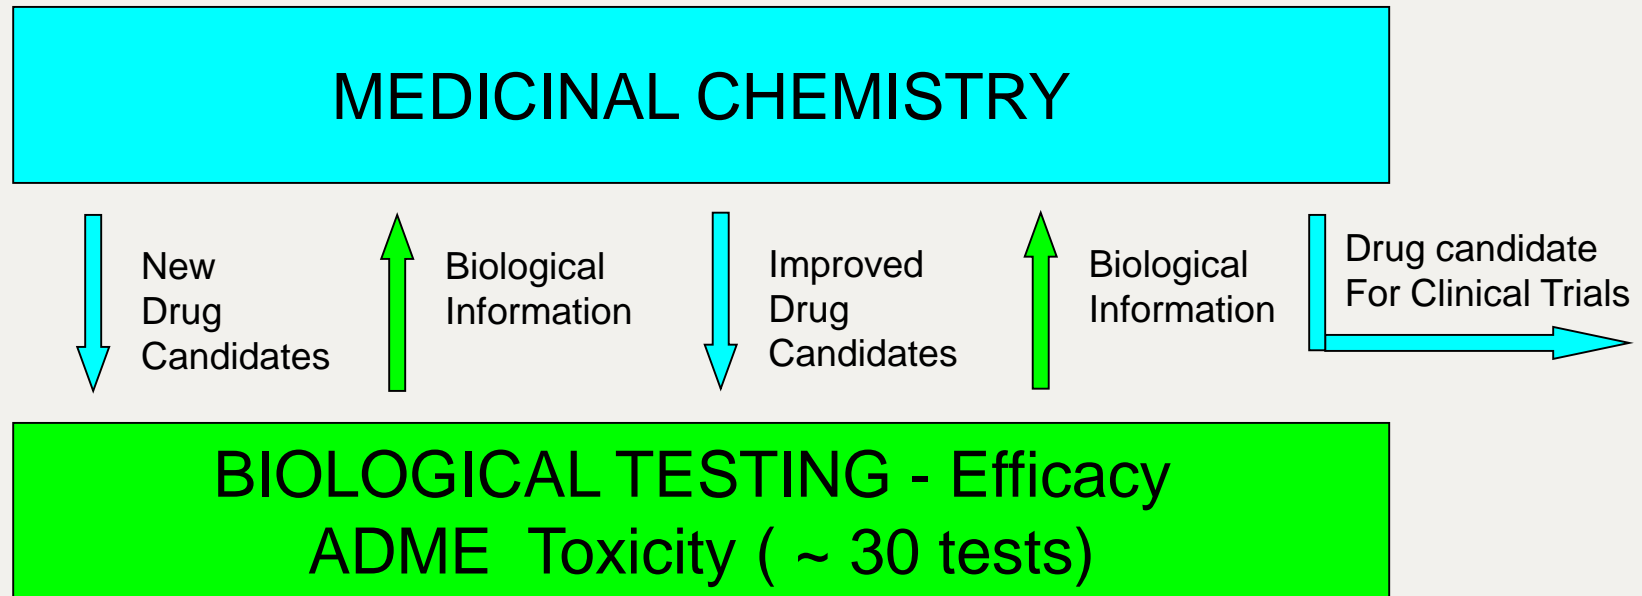 MEDICINAL CHEMISTRY
New
Drug
Candidates
Biological
Information
Improved
Drug
Candidates
Biological
Information
Drug candidate
For Clinical Trials
BIOLOGICAL TESTING - Efficacy
ADME  Toxicity ( ~ 30 tests)